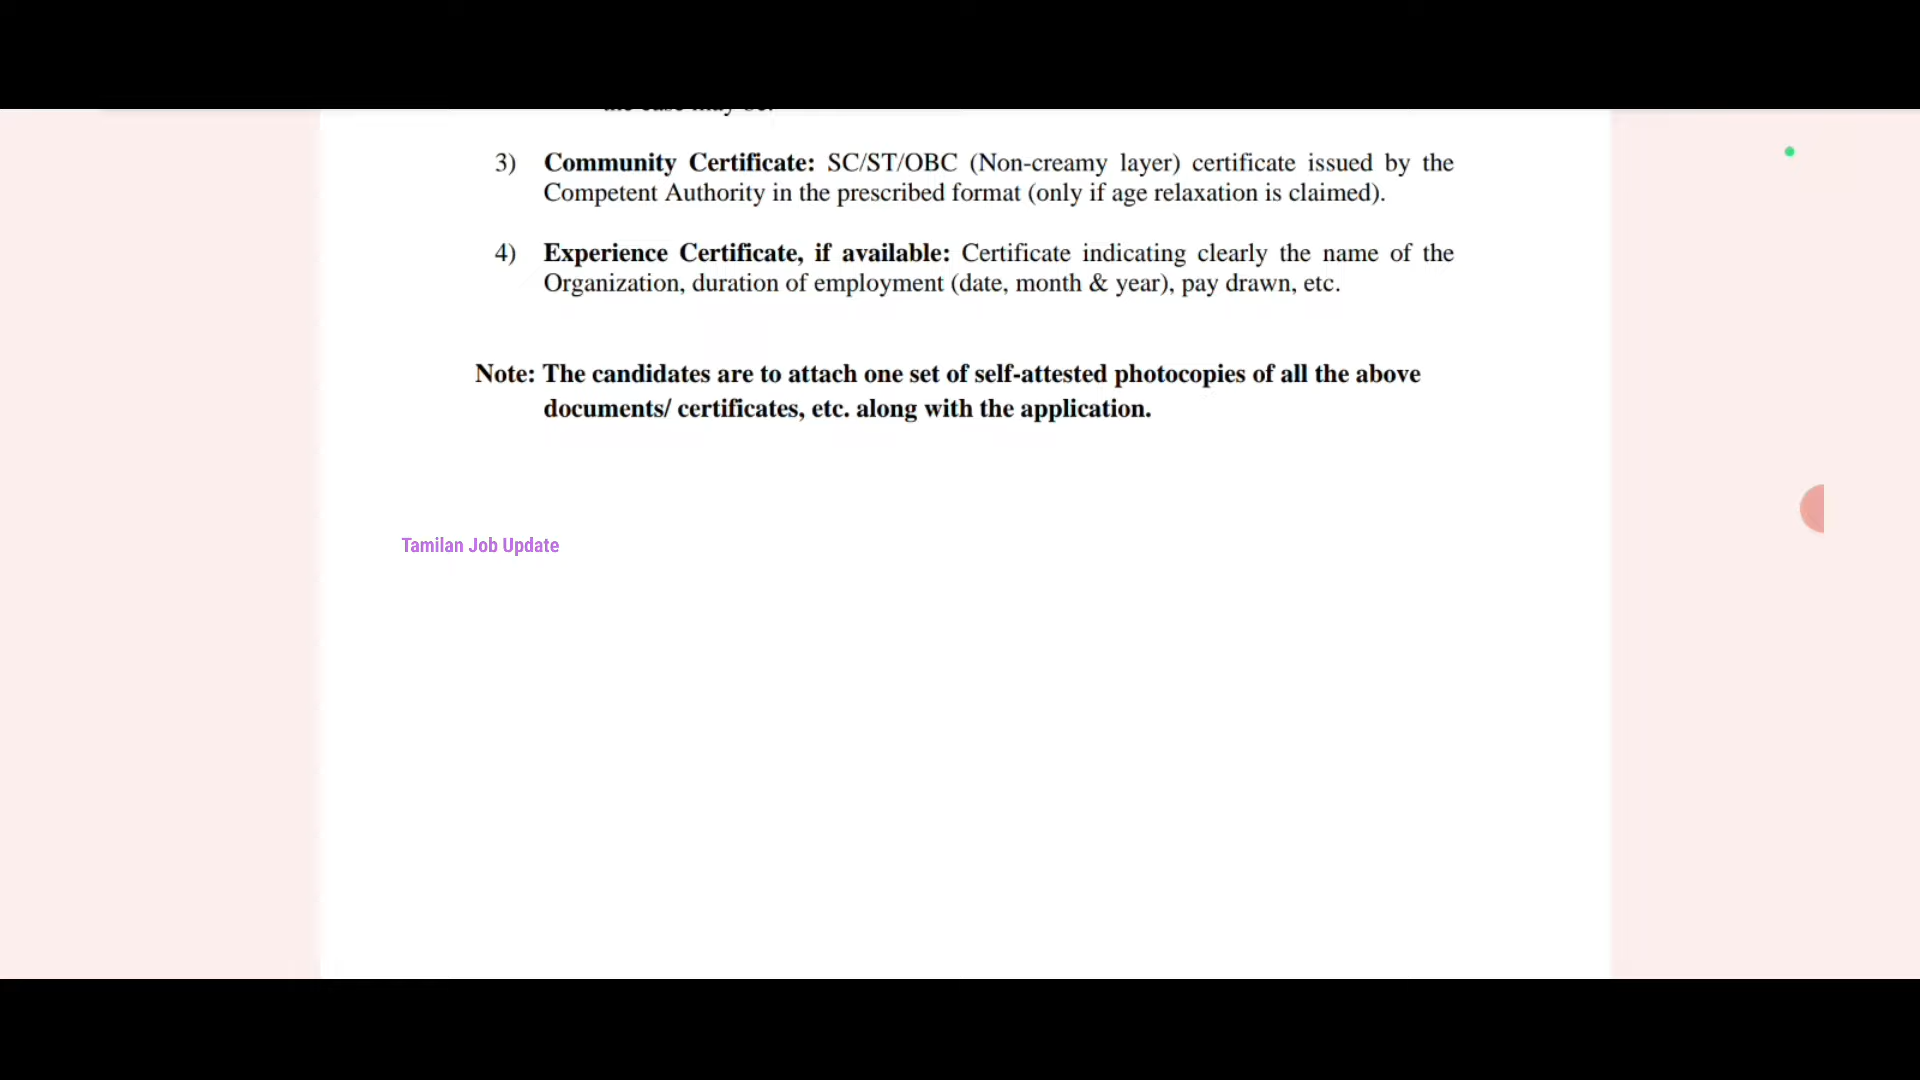 3) Community Certificate: SC/ST/OBC (Non-creamy layer) certificate issued by the
Competent Authority in the prescribed format (only if age relaxation is claimed).
4) Experience Certificate, if available: Certificate indicating clearly the name of the
Organization, duration of employment (date, month & year), pay drawn, etc.
Note: The candidates are to attach one set of self-attested photocopies of all the above
documents/ certificates, etc. along with the application.
Tamilan Job Update